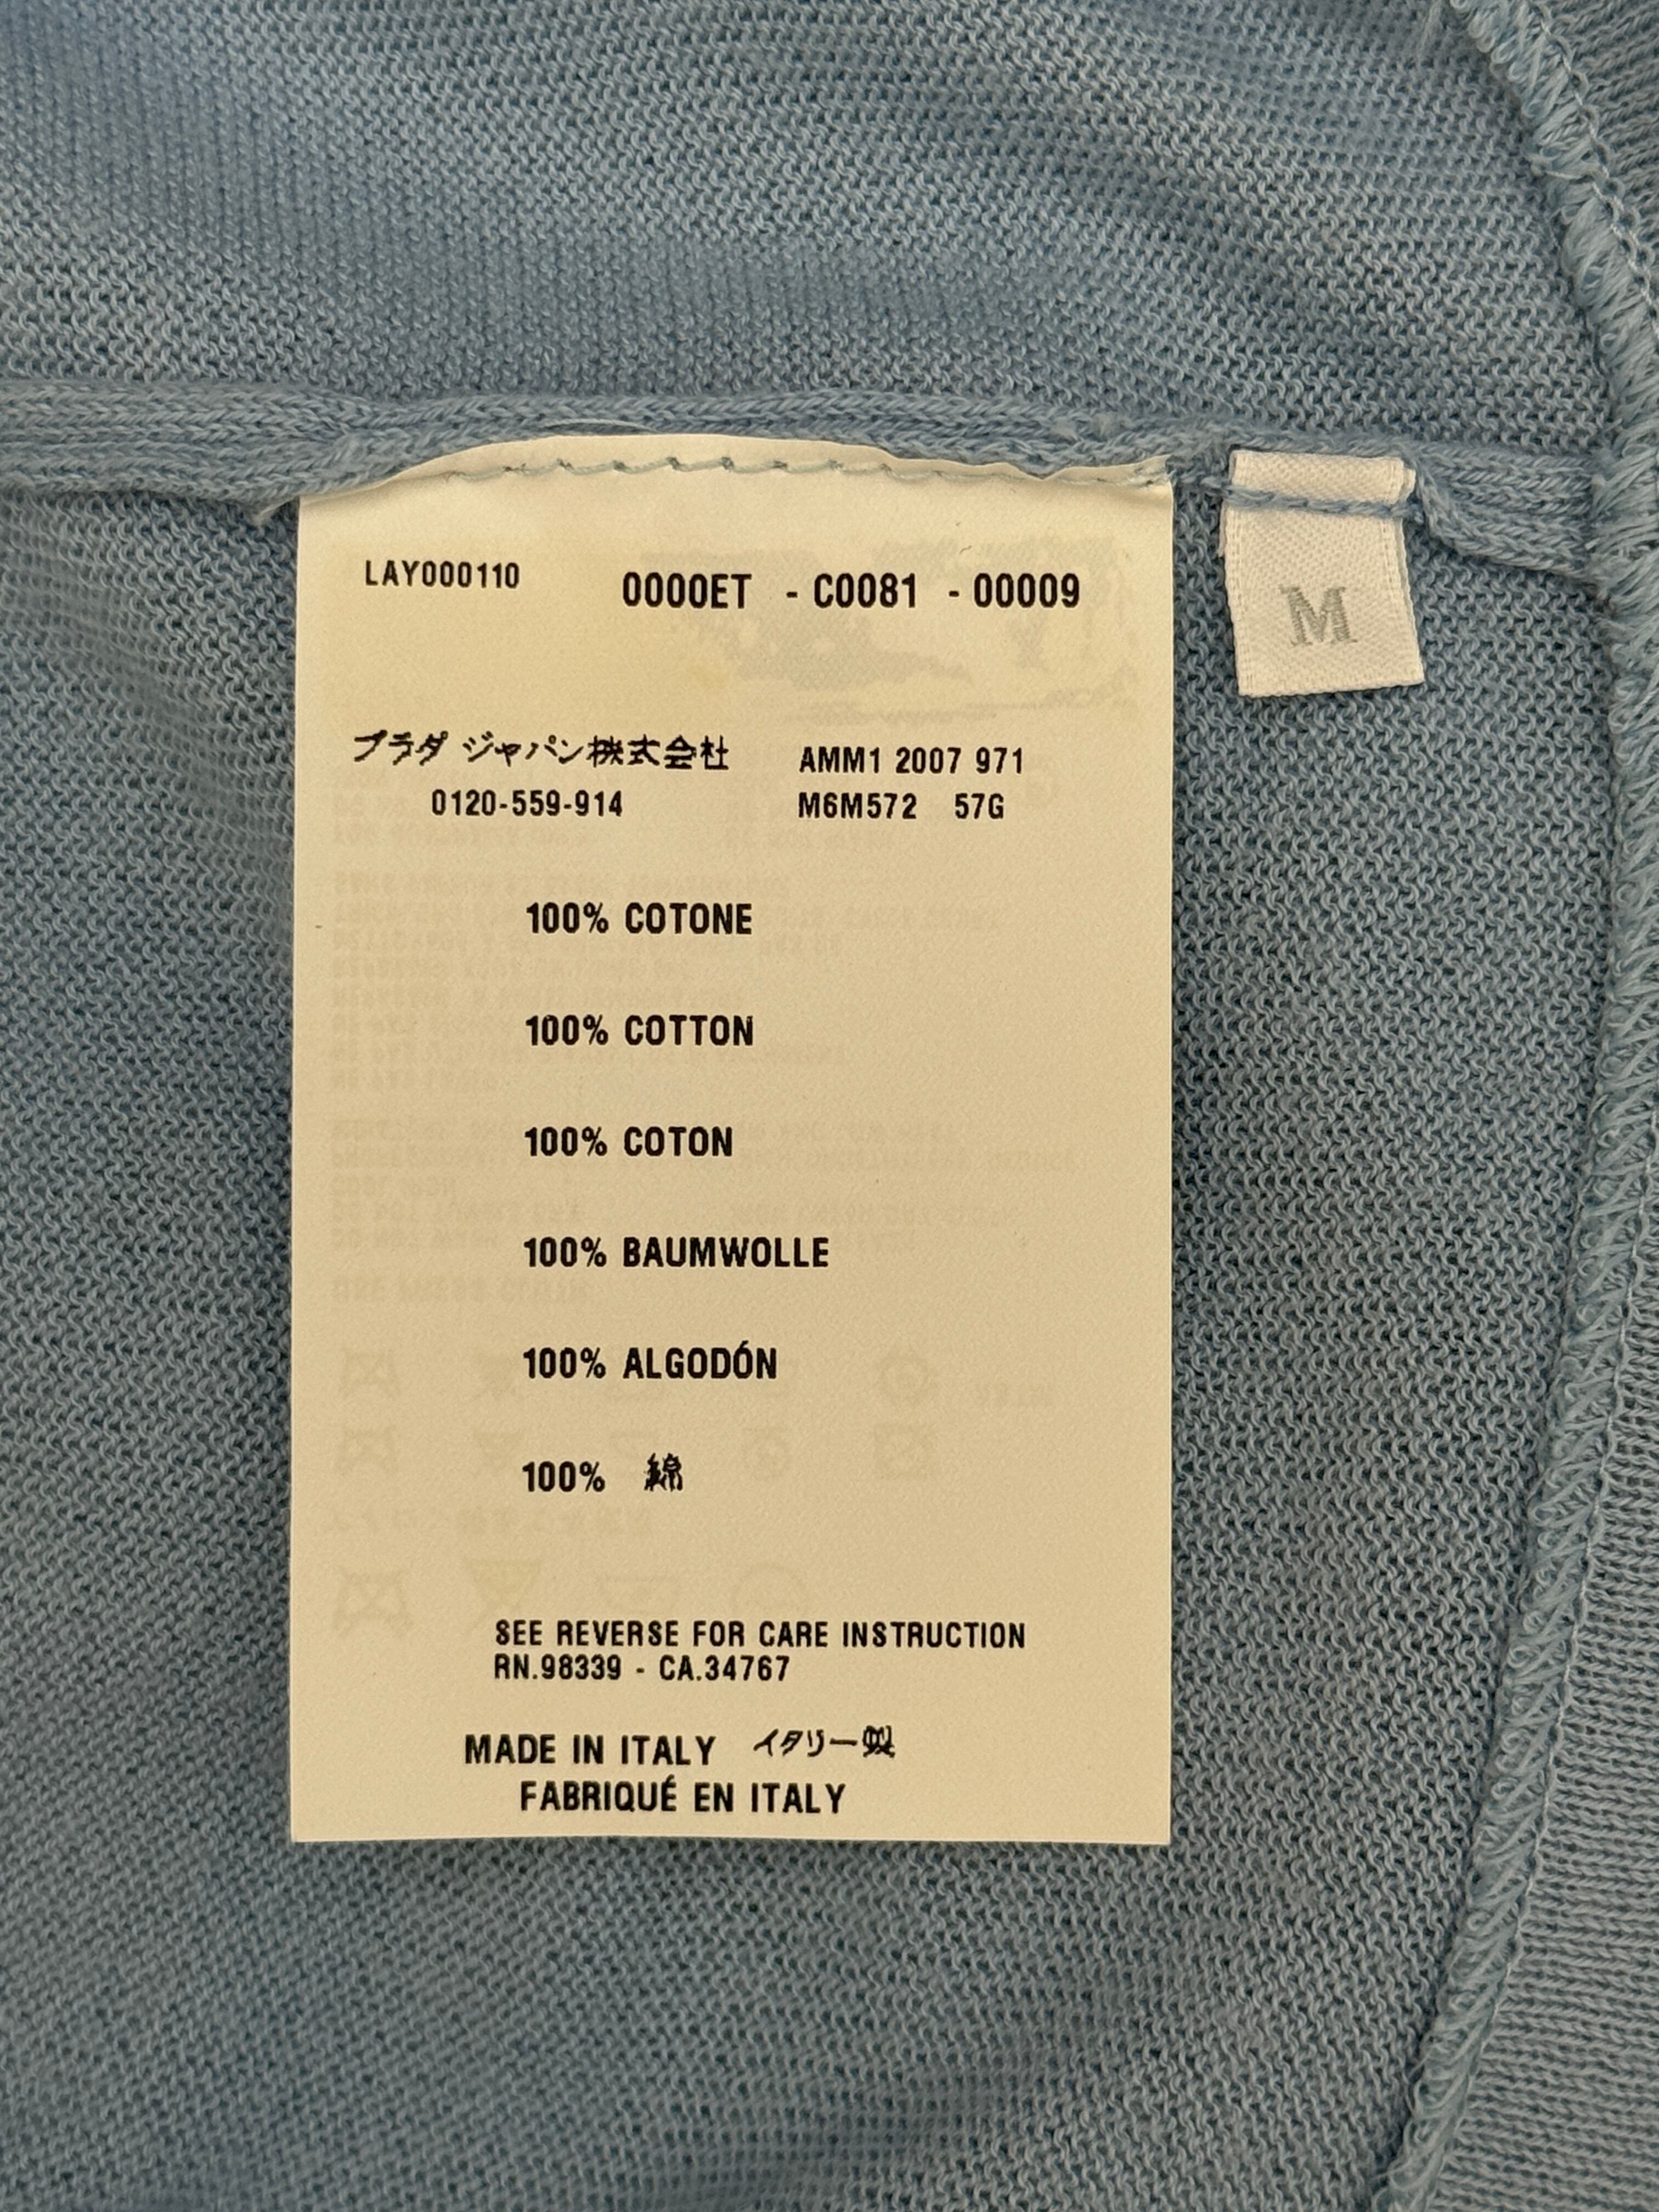 LAY000110
0000ET - C0081 - 00009
M
プラダ ジャパン株式会社
0120-559-914
AMM1 2007 971
M6M572 57G
100% COTONE
100% COTTON
100% COTON
100% BAUMWOLLE
100% ALGODÓN
100% 綿
SEE REVERSE FOR CARE INSTRUCTION
RN.98339 - CA.34767
MADE IN ITALY イタリー製
FABRIQUÉ EN ITALY